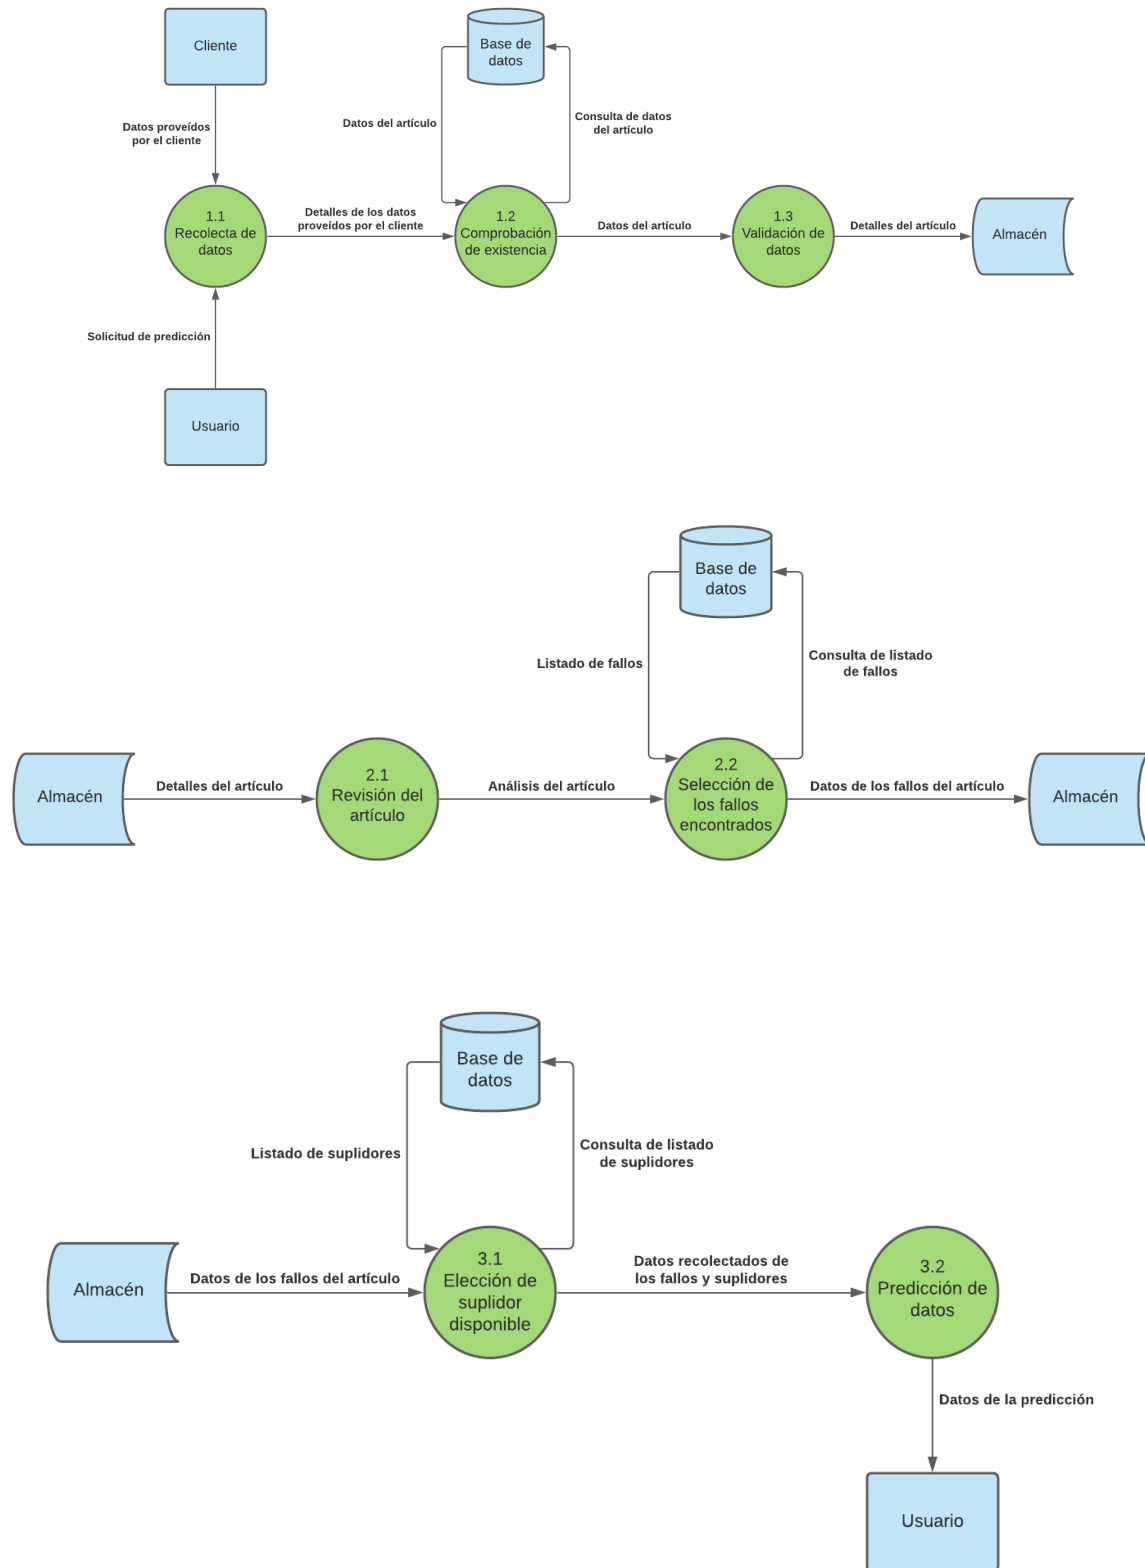 Cliente
Base de
datos
Datos proveídos
por el cliente
Datos del artículo
Consulta de datos
del artículo
1.1
Recolecta de
datos
Detalles de los datos
proveídos por el cliente
1.2
Comprobación
de existencia
Datos del artículo
1.3
Validación de
datos
Detalles del artículo
Almacén
Solicitud de predicción
Usuario
Base de
datos
Listado de fallos
Consulta de listado
de fallos
Almacén
Detalles del artículo
2.1
Revisión del
artículo
Análisis del artículo
2.2
Selección de
los fallos
encontrados
Datos de los fallos del artículo
Almacén
Base de
datos
Listado de suplidores
Consulta de listado
de suplidores
Almacén
Datos de los fallos del artículo
3.1
Elección de
suplidor
disponible
Datos recolectados de
los fallos y suplidores
3.2
Predicción de
datos
Datos de la predicción
Usuario